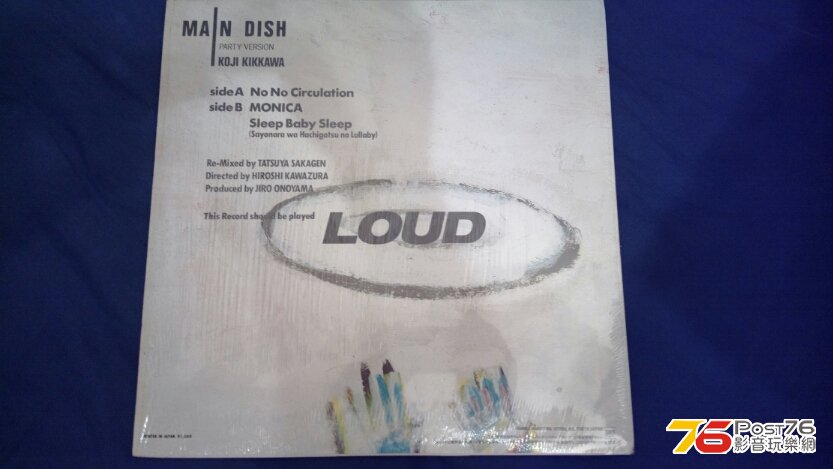 MAIN DISH
PARTY VERSION
KOJI KIKKAWA
side A No No Circulation
side B MONICA
Sleep Baby Sleep
(Sayonara wa Hachigatsu no Lullaby)
Re-Mixed by TATSUYA SAKAGEN
Directed by HIROSHI KAWAZURA
Produced by JIRO ONOYAMA
This Record should be played
LOUD
76 Post76
影音玩樂網